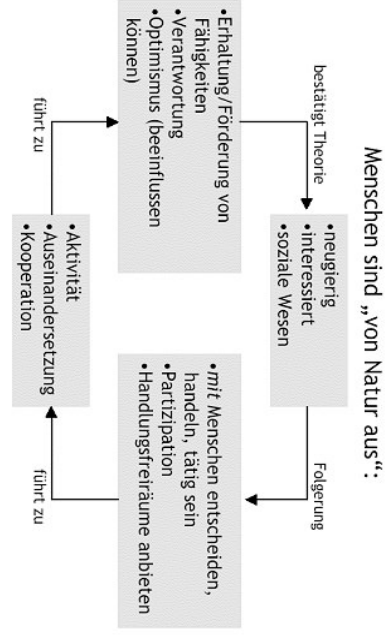 Menschen sind „von Natur aus“:
•neugierig
•interessiert
•soziale Wesen
Folgerung
•mit Menschen entscheiden,
handeln, tätig sein
•Partizipation
•Handlungsfreiräume anbieten
führt zu
•Aktivität
•Auseinandersetzung
•Kooperation
führt zu
•Erhaltung/Förderung von
Fähigkeiten
•Verantwortung
•Optimismus (beeinflussen
können)
bestätigt Theorie